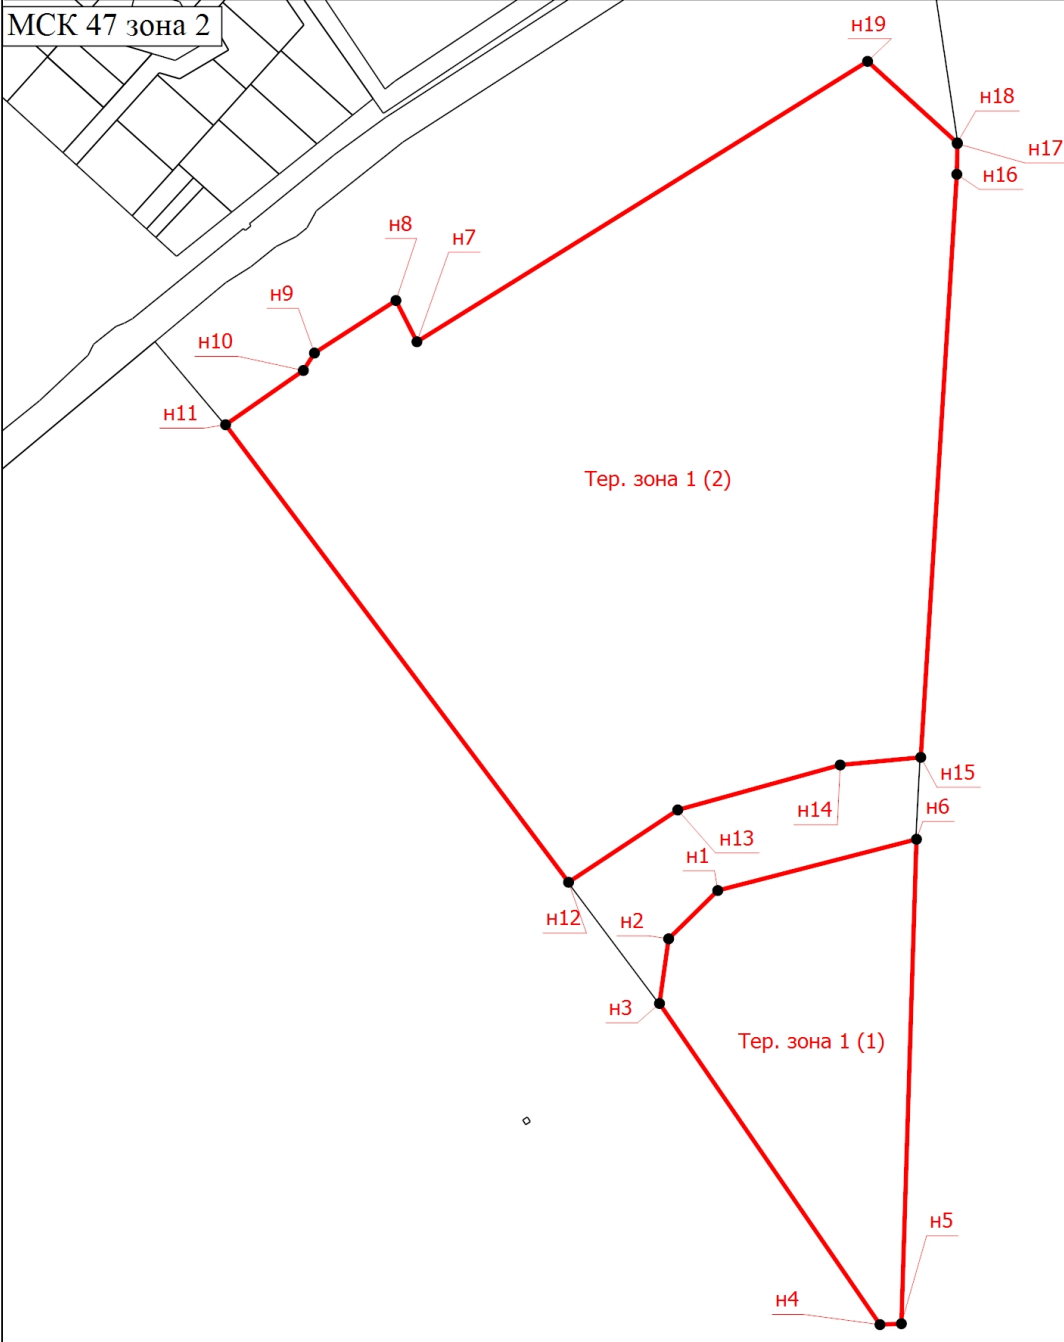 МСК 47 зона 2
н19
н18
н17
н16
н8
н7
н9
н10
н11
Тер. зона 1 (2)
н15
н14
н6
н13
н1
н12
н2
н3
Тер. зона 1 (1)
н5
н4